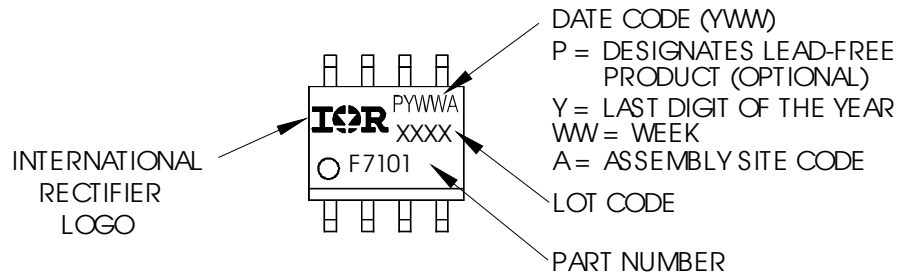 DATE CODE (YWW)
P = DESIGNATES LEAD-FREE
PRODUCT (OPTIONAL)
Y = LAST DIGIT OF THE YEAR
WW = WEEK
A = ASSEMBLY SITE CODE
LOT CODE
PART NUMBER
INTERNATIONAL
RECTIFIER
LOGO
IOR
PYWWA
XXXX
F7101